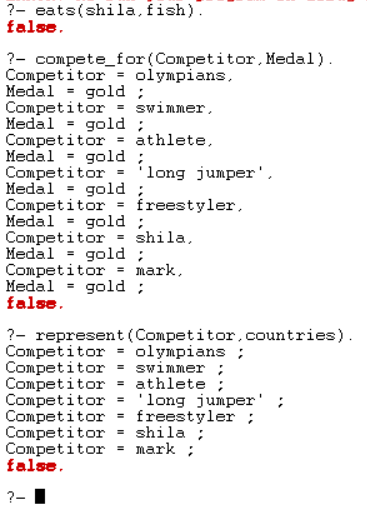 ?- eats(shila,fish).
false.
?- compete_for(Competitor,Medal).
Competitor = olympians,
Medal = gold ;
Competitor = swimmer,
Medal = gold ;
Competitor = athlete,
Medal = gold ;
Competitor = 'long jumper',
Medal = gold ;
Competitor = freestyler,
Medal = gold ;
Competitor = shila,
Medal = gold ;
Competitor = mark,
Medal = gold ;
false.
?- represent(Competitor,countries).
Competitor = olympians ;
Competitor = swimmer ;
Competitor = athlete ;
Competitor = 'long jumper' ;
Competitor = freestyler ;
Competitor = shila ;
Competitor = mark ;
false.
?-